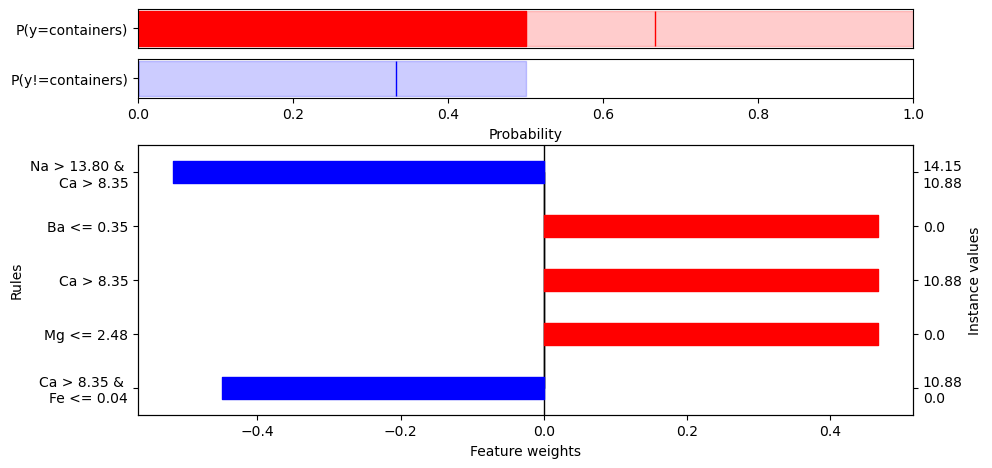 P(y=containers)
P(y!=containers)
0.0 0.2 0.4 0.6 0.8 1.0
Probability
Na > 13.80 &
Ca > 8.35
Ba <= 0.35
Ca > 8.35
Mg <= 2.48
Ca > 8.35 &
Fe <= 0.04
Rules
14.15
10.88
0.0
10.88
0.0
10.88
0.0
Instance values
−0.4 −0.2 0.0 0.2 0.4
Feature weights